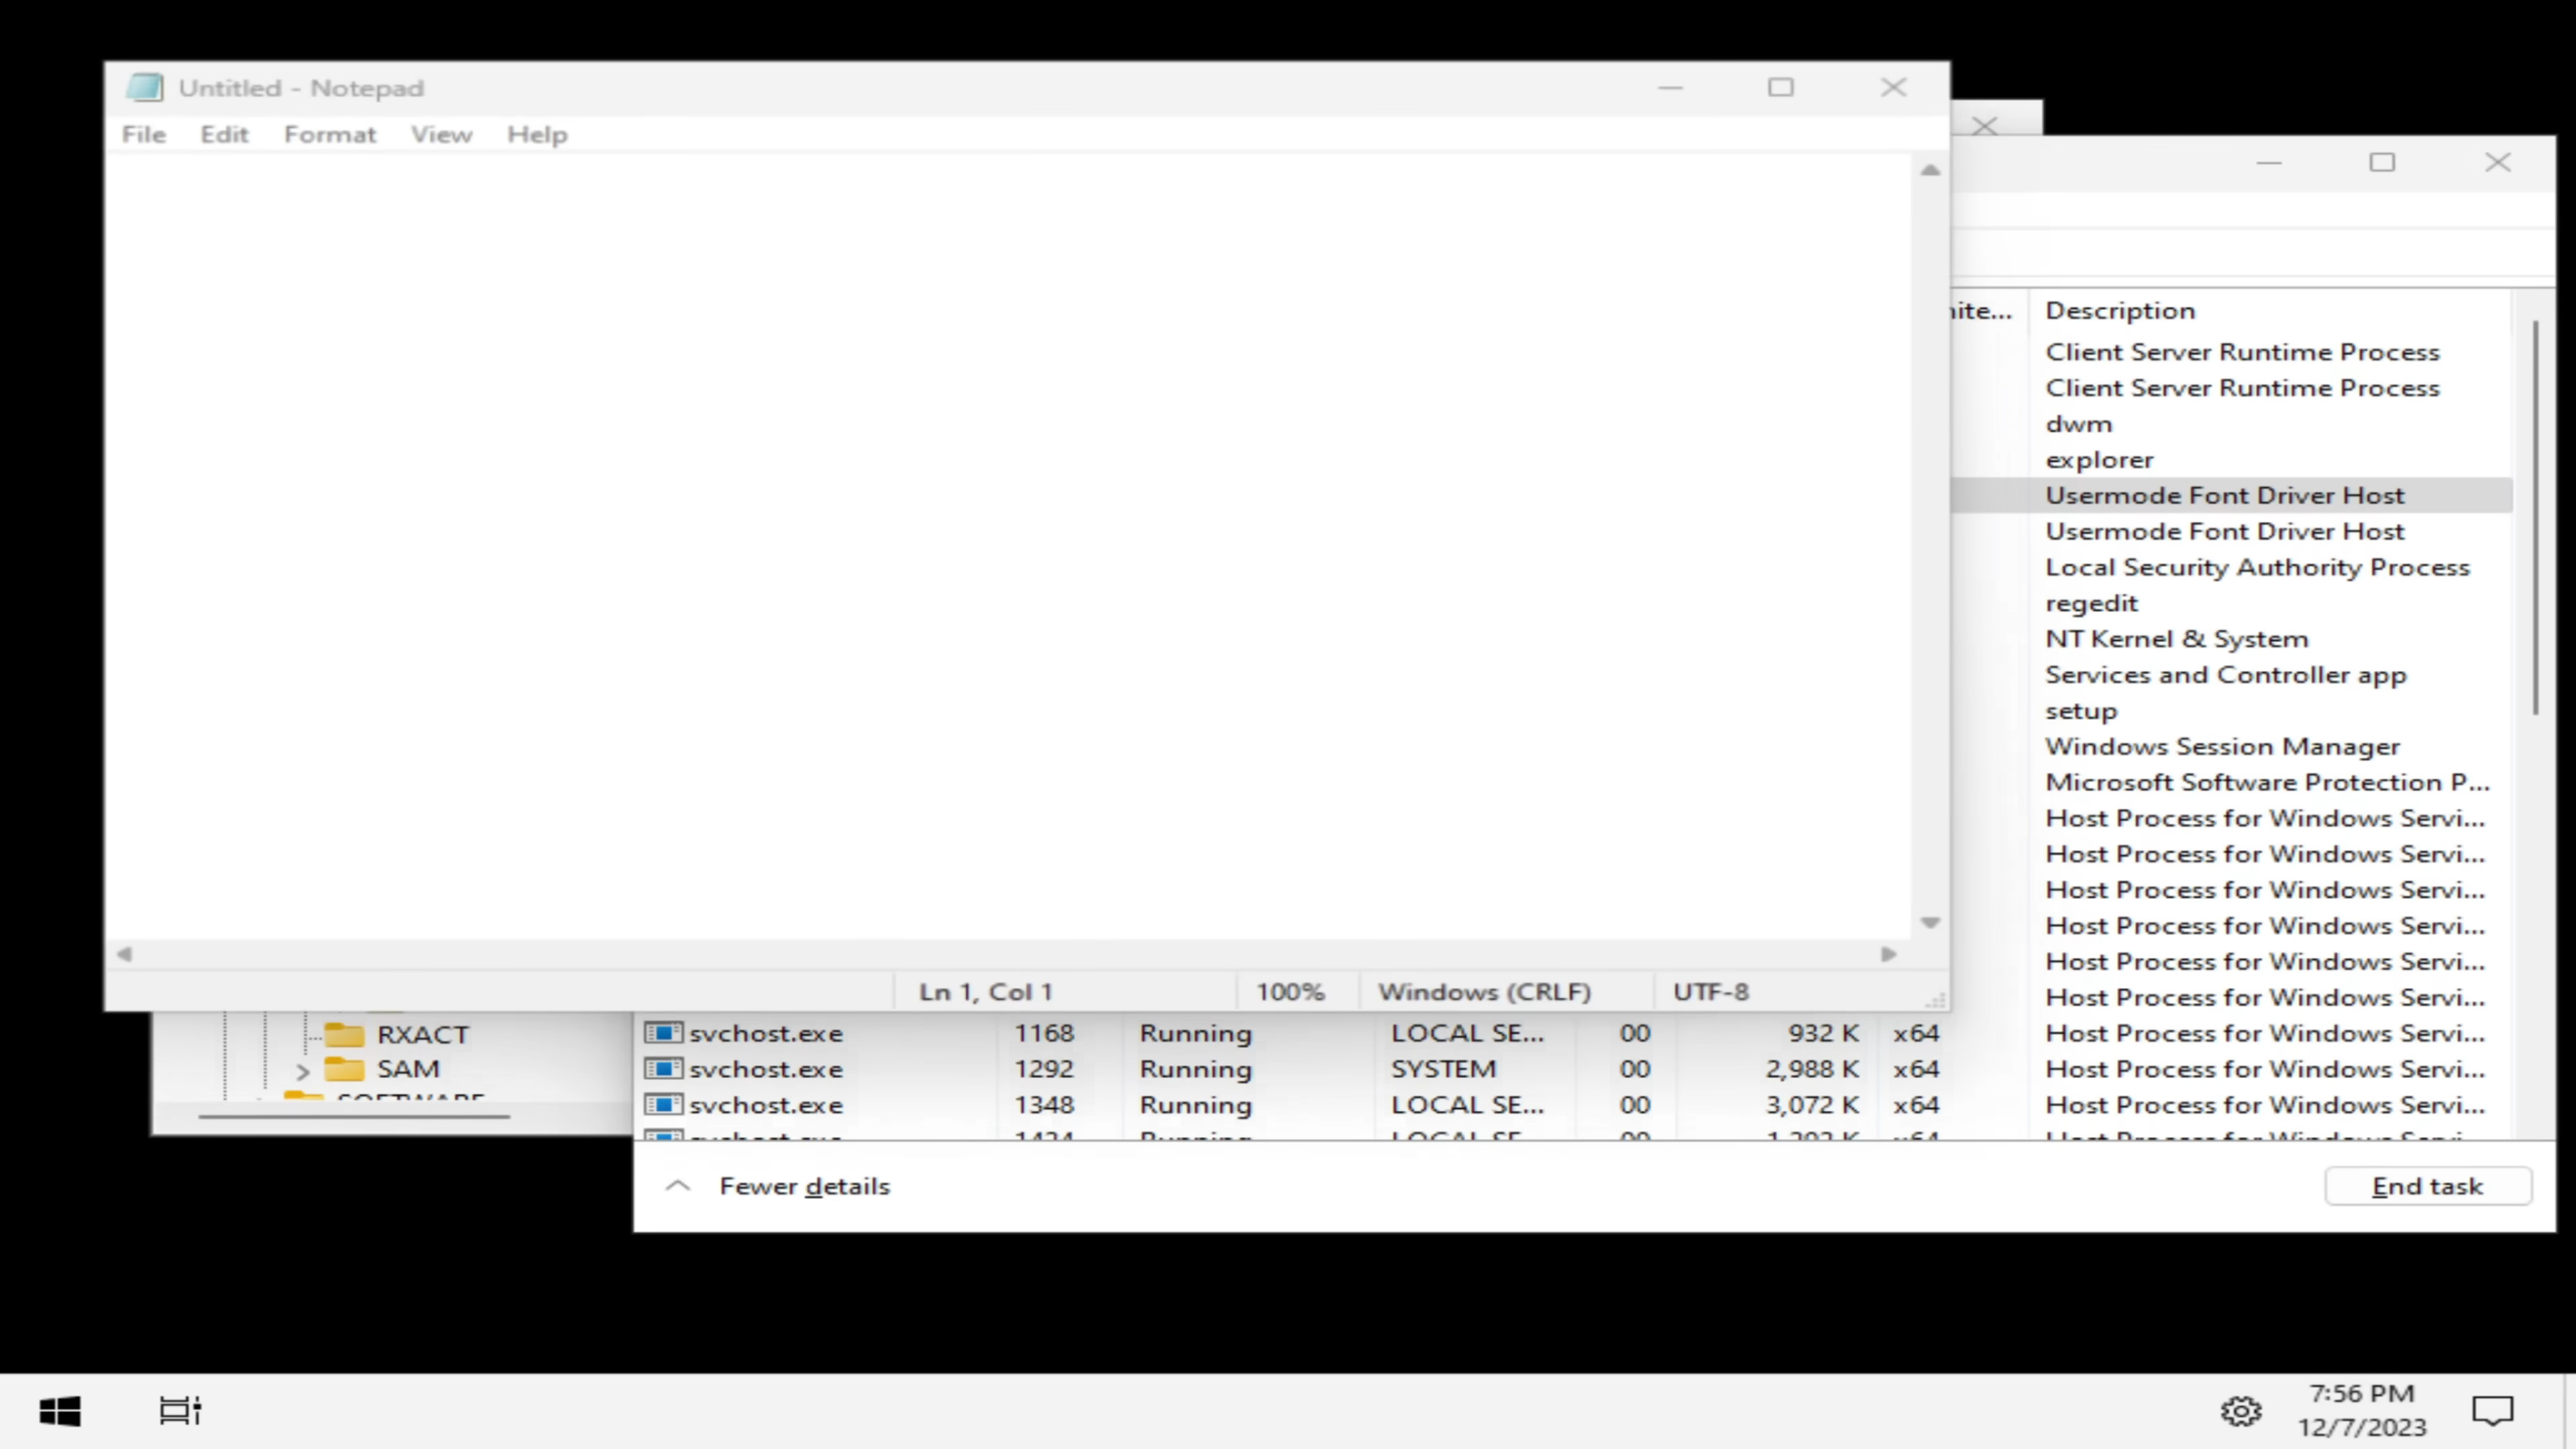 Untitled - Notepad
File Edit Format View Help
Description
Client Server Runtime Process
Client Server Runtime Process
dwm
explorer
Usermode Font Driver Host
Usermode Font Driver Host
Local Security Authority Process
regedit
NT Kernel & System
Services and Controller app
setup
Windows Session Manager
Microsoft Software Protection P...
Host Process for Windows Servi...
Host Process for Windows Servi...
Host Process for Windows Servi...
Host Process for Windows Servi...
Host Process for Windows Servi...
Host Process for Windows Servi...
Ln 1, Col 1 100% Windows (CRLF) UTF-8
RXACT
SAM
svchost.exe 1168 Running LOCAL SE... 00 932 K x64 Host Process for Windows Servi...
svchost.exe 1292 Running SYSTEM 00 2,988 K x64 Host Process for Windows Servi...
svchost.exe 1348 Running LOCAL SE... 00 3,072 K x64 Host Process for Windows Servi...
Fewer details
End task
7:56 PM
12/7/2023